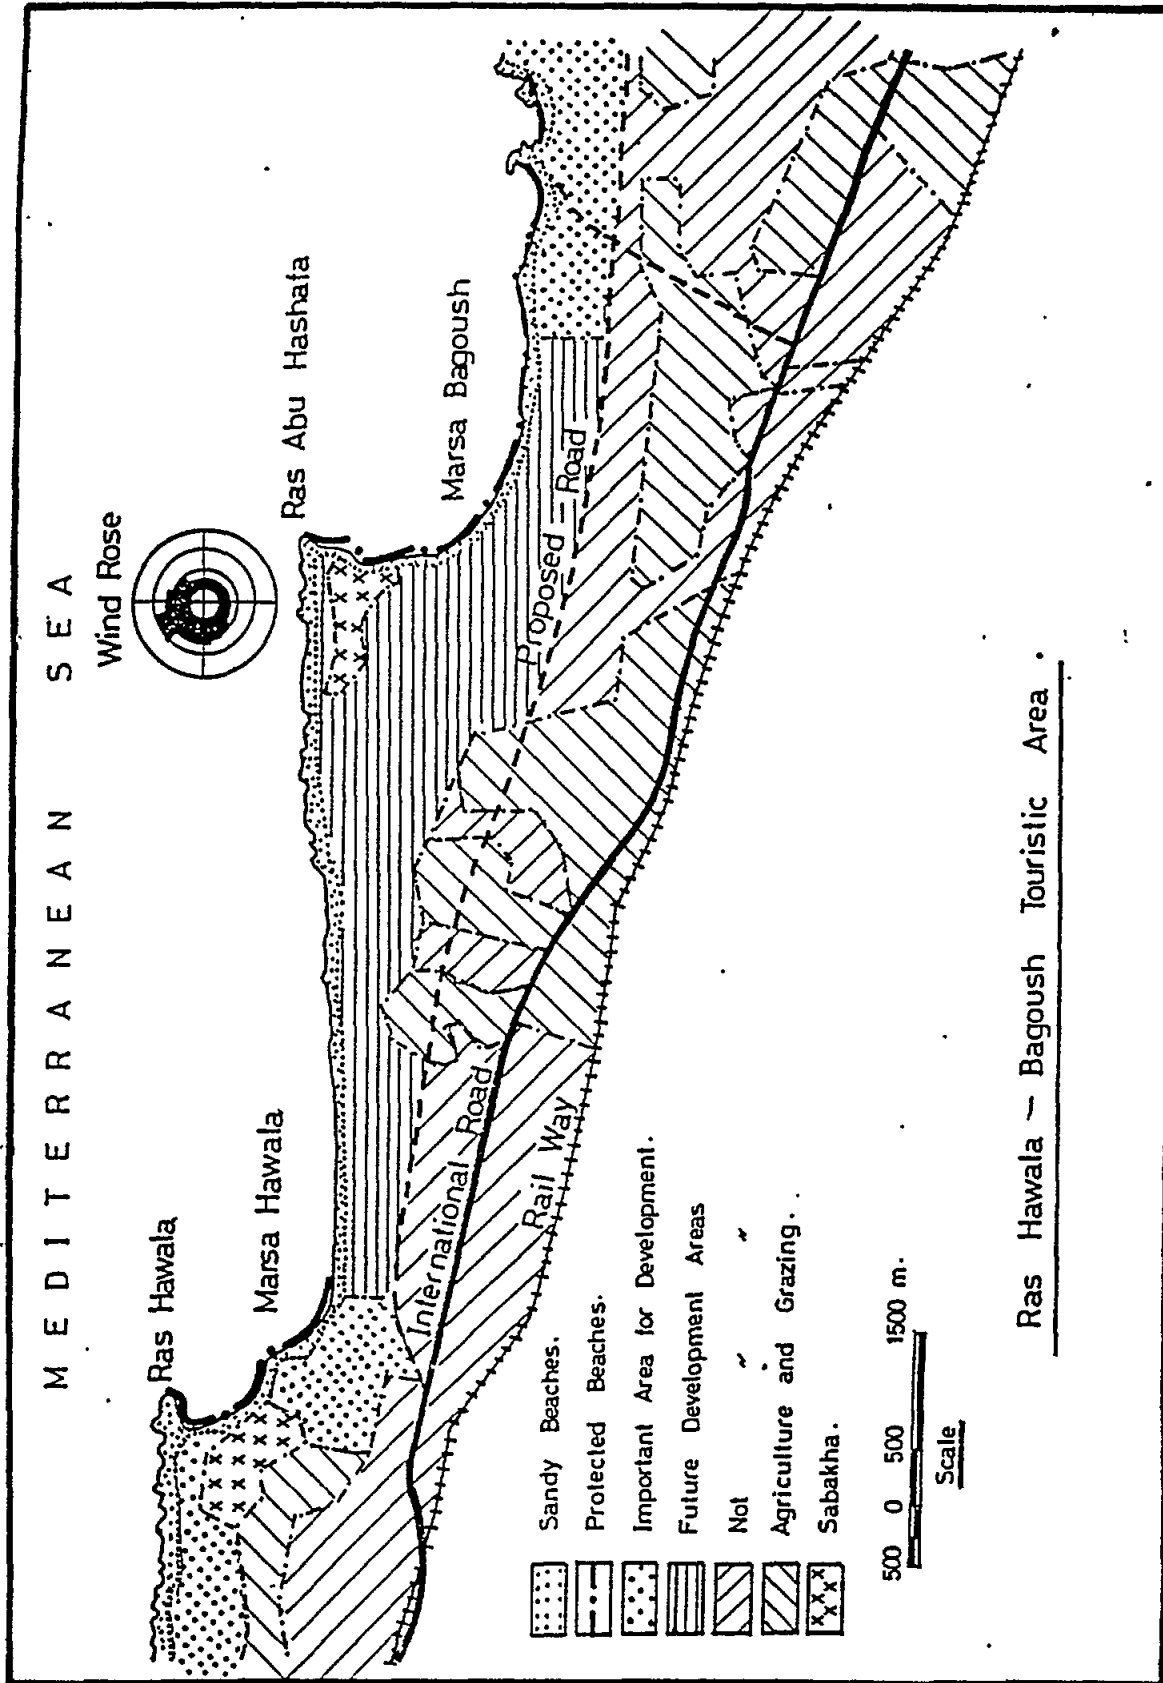 MEDITERRANEAN SEA
Wind Rose
Ras Hawala
Marsa Hawala
Ras Abu Hashafa
Marsa Bagoush
Proposed Road
International Road
Rail Way
Sandy Beaches.
Protected Beaches.
Important Area for Development.
Future Development Areas
Not 〃 〃
Agriculture and Grazing.
Sabakha.
500 0 500 1500 m.
Scale
Ras Hawala – Bagoush Touristic Area.